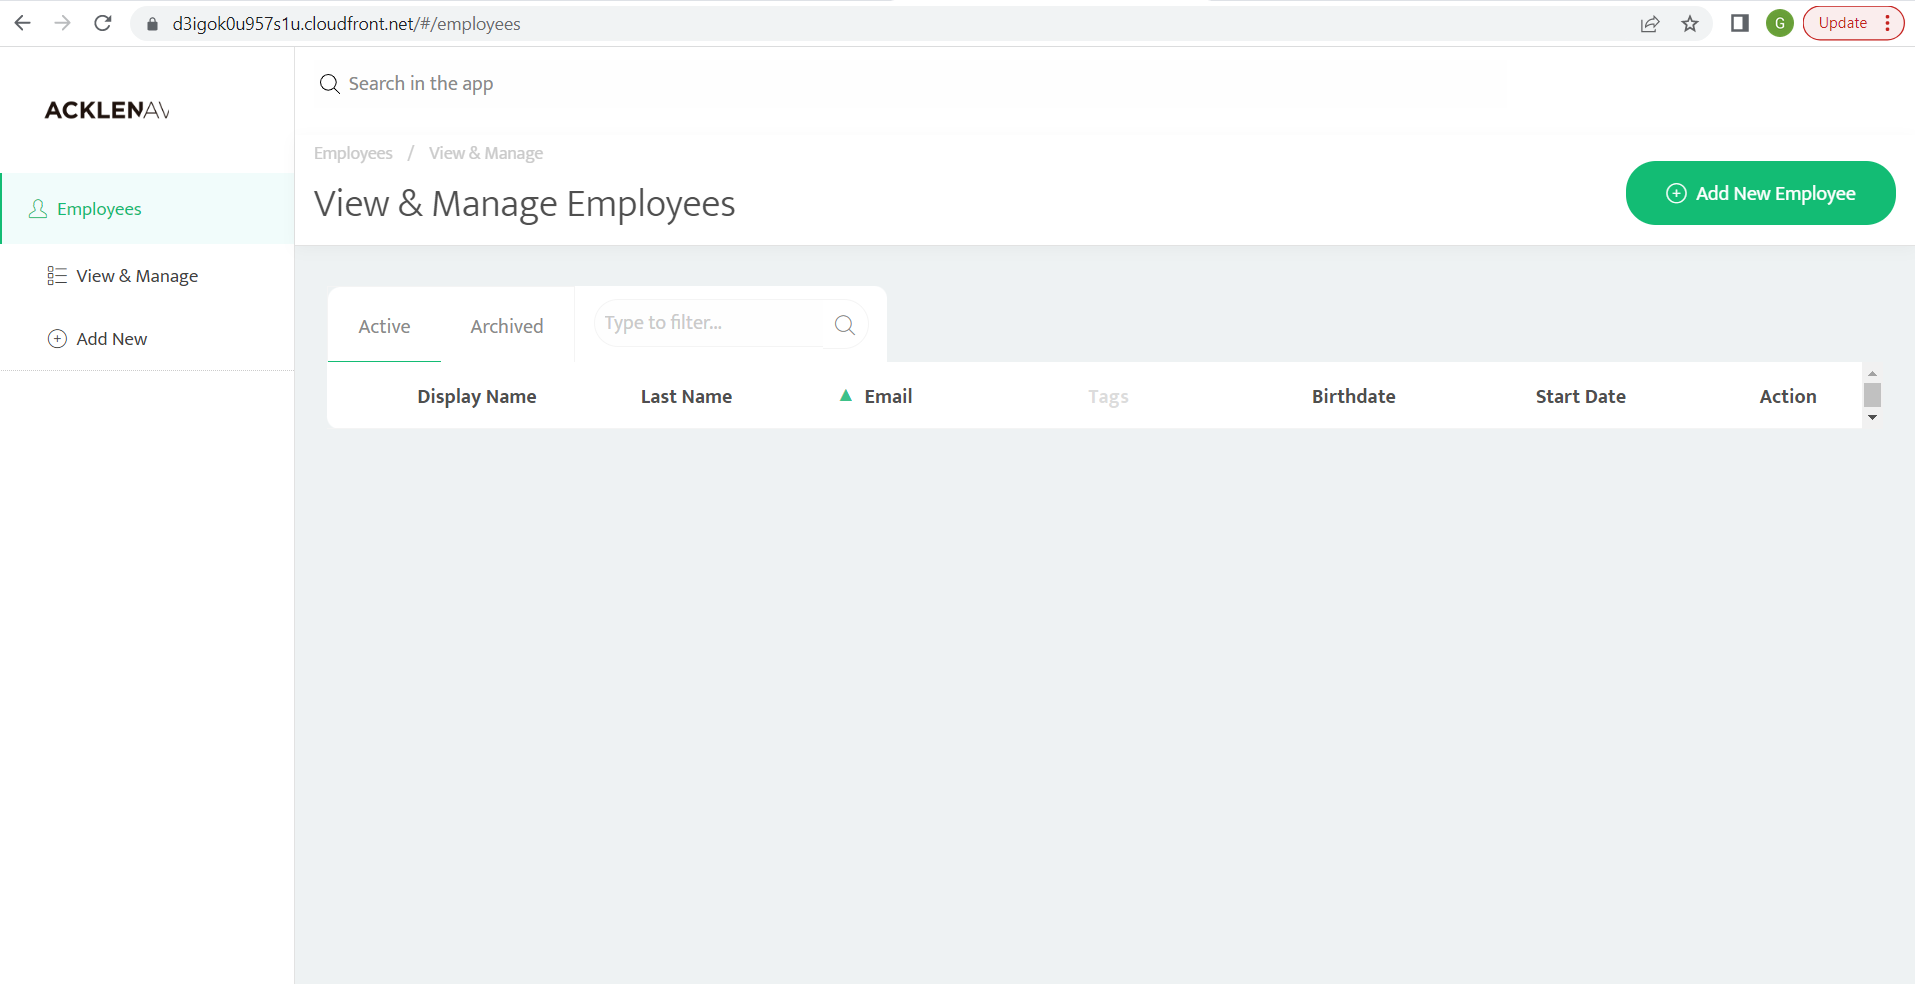 d3igok0u957s1u.cloudfront.net/#/employees
G
Update
ACKLENAV
Search in the app
Employees / View & Manage
View & Manage Employees
Add New Employee
Employees
View & Manage
Add New
Active
Archived
Type to filter...
Display Name
Last Name
Email
Tags
Birthdate
Start Date
Action